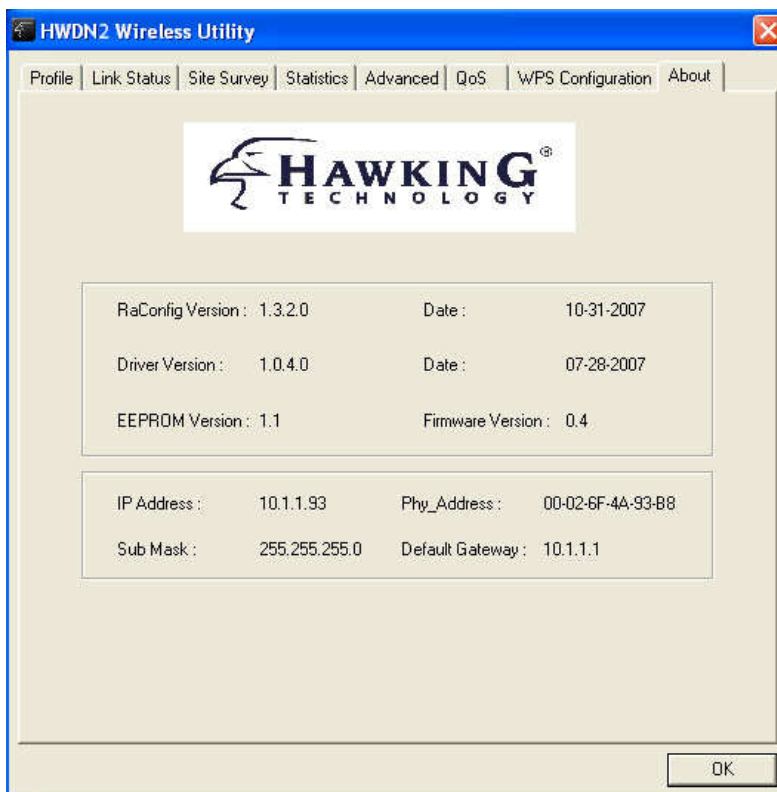 HWDN2 Wireless Utility
Profile Link Status Site Survey Statistics Advanced QoS WPS Configuration About
HAWKING®
TECHNOLOGY
RaConfig Version : 1.3.2.0 Date : 10-31-2007
Driver Version : 1.0.4.0 Date : 07-28-2007
EEPROM Version : 1.1 Firmware Version : 0.4
IP Address : 10.1.1.93 Phy_Address : 00-02-6F-4A-93-B8
Sub Mask : 255.255.255.0 Default Gateway : 10.1.1.1
OK